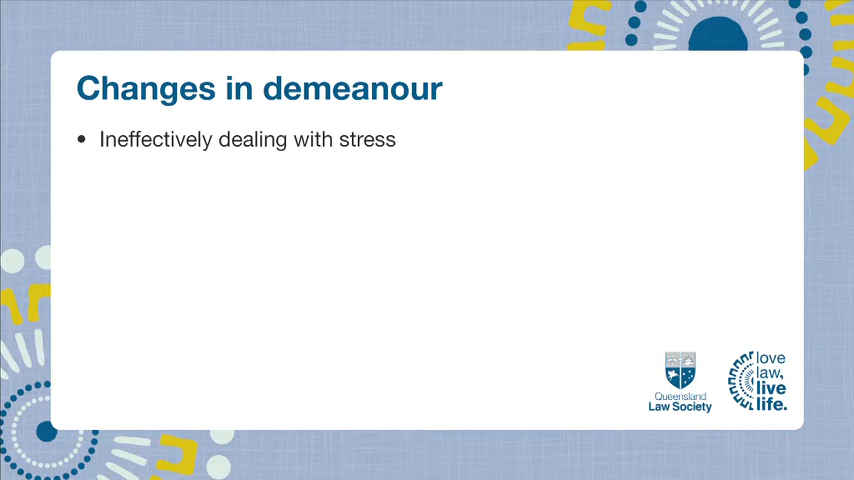 Changes in demeanour
• Ineffectively dealing with stress
Queensland
Law Society
love
law,
live
life.